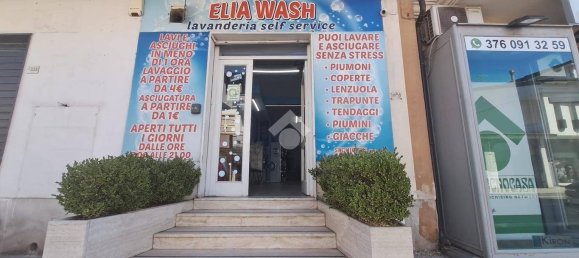 ELIA WASH
lavanderia self service
LAVI E
ASCIUGHI IN
MENO DI
1 ORA
LAVAGGIO
A PARTIRE
DA 4€
ASCIUGATURA
A PARTIRE
DA 1€
APERTI TUTTI
I GIORNI
DALLE ORE
PUOI LAVARE
E ASCIUGARE
SENZA STRESS
• PIUMONI
• COPERTE
• LENZUOLA
• TRAPUNTE
• TENDAGGI
• PIUMINI
• GIACCHE
376 091 32 59
KIRON